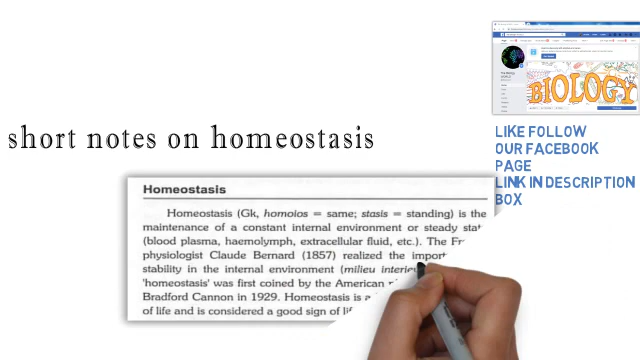 short notes on homeostasis
LIKE FOLLOW
OUR FACEBOOK
PAGE
LINK IN DESCRIPTION
BOX
BIOLOGY
Homeostasis
Homeostasis (Gk, homoios = same; stasis = standing) is the
maintenance of a constant internal environment or steady
(blood plasma, haemolymph, extracellular fluid, etc.). The
physiologist Claude Bernard (1857) realized the
stability in the internal environment (milieu
'homeostasis' was first coined by the American
Bradford Cannon in 1929. Homeostasis is
of life and is considered a good sign of